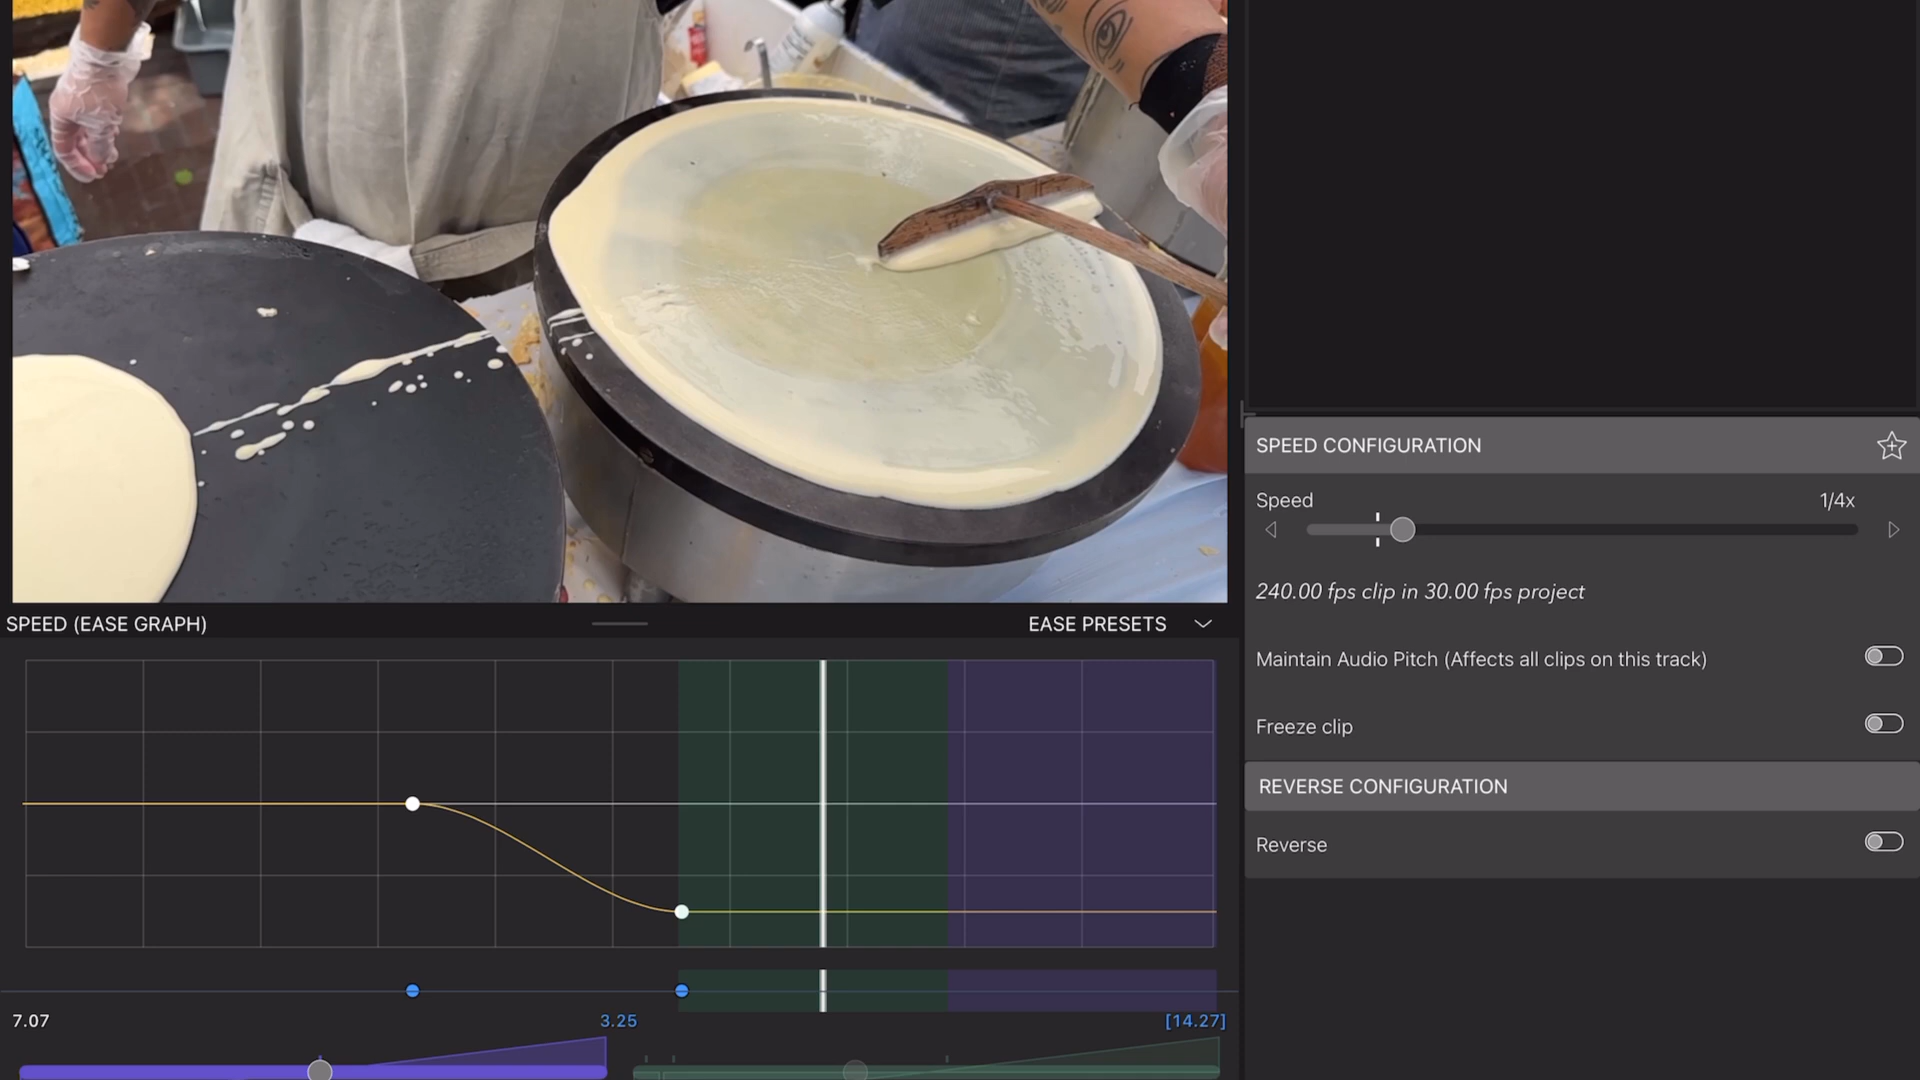 SPEED (EASE GRAPH)
EASE PRESETS
7.07
3.25
[14.27]
SPEED CONFIGURATION
Speed
1/4x
240.00 fps clip in 30.00 fps project
Maintain Audio Pitch (Affects all clips on this track)
Freeze clip
REVERSE CONFIGURATION
Reverse